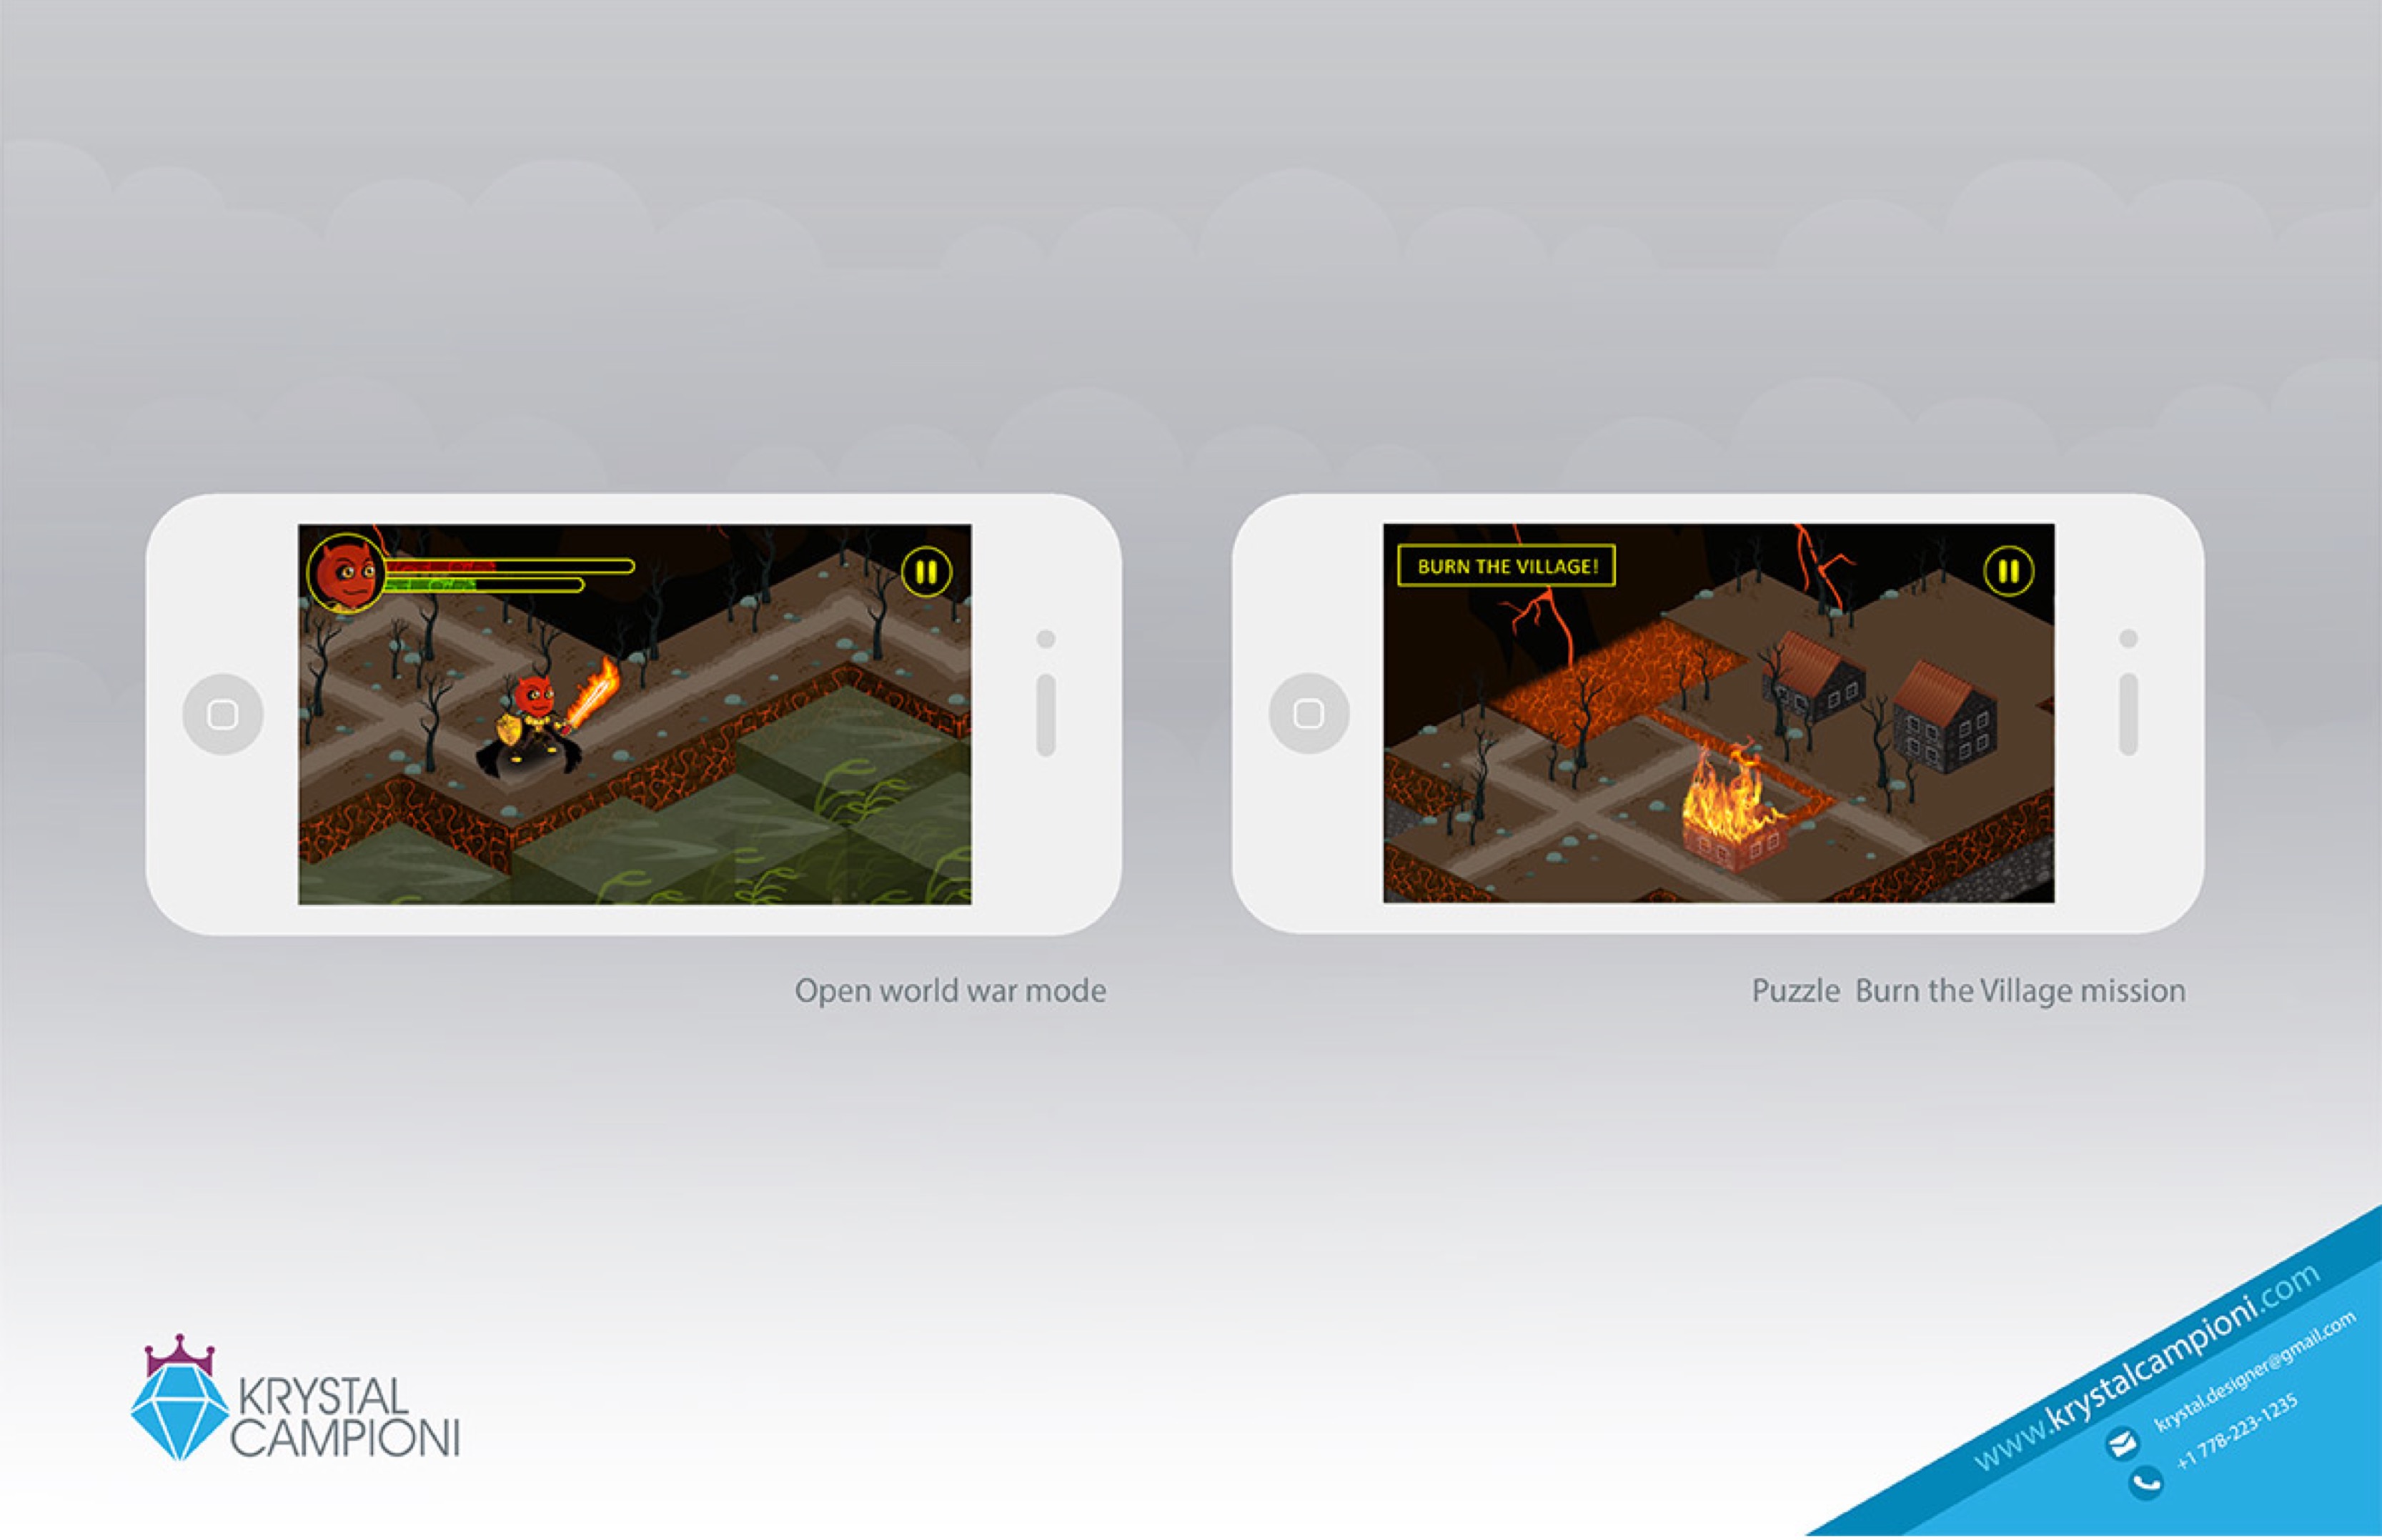 BURN THE VILLAGE!
Open world war mode
Puzzle Burn the Village mission
KRYSTAL
CAMPIONI
www.krystalcampioni.com
krystal.designer@gmail.com
+1 778-223-1235